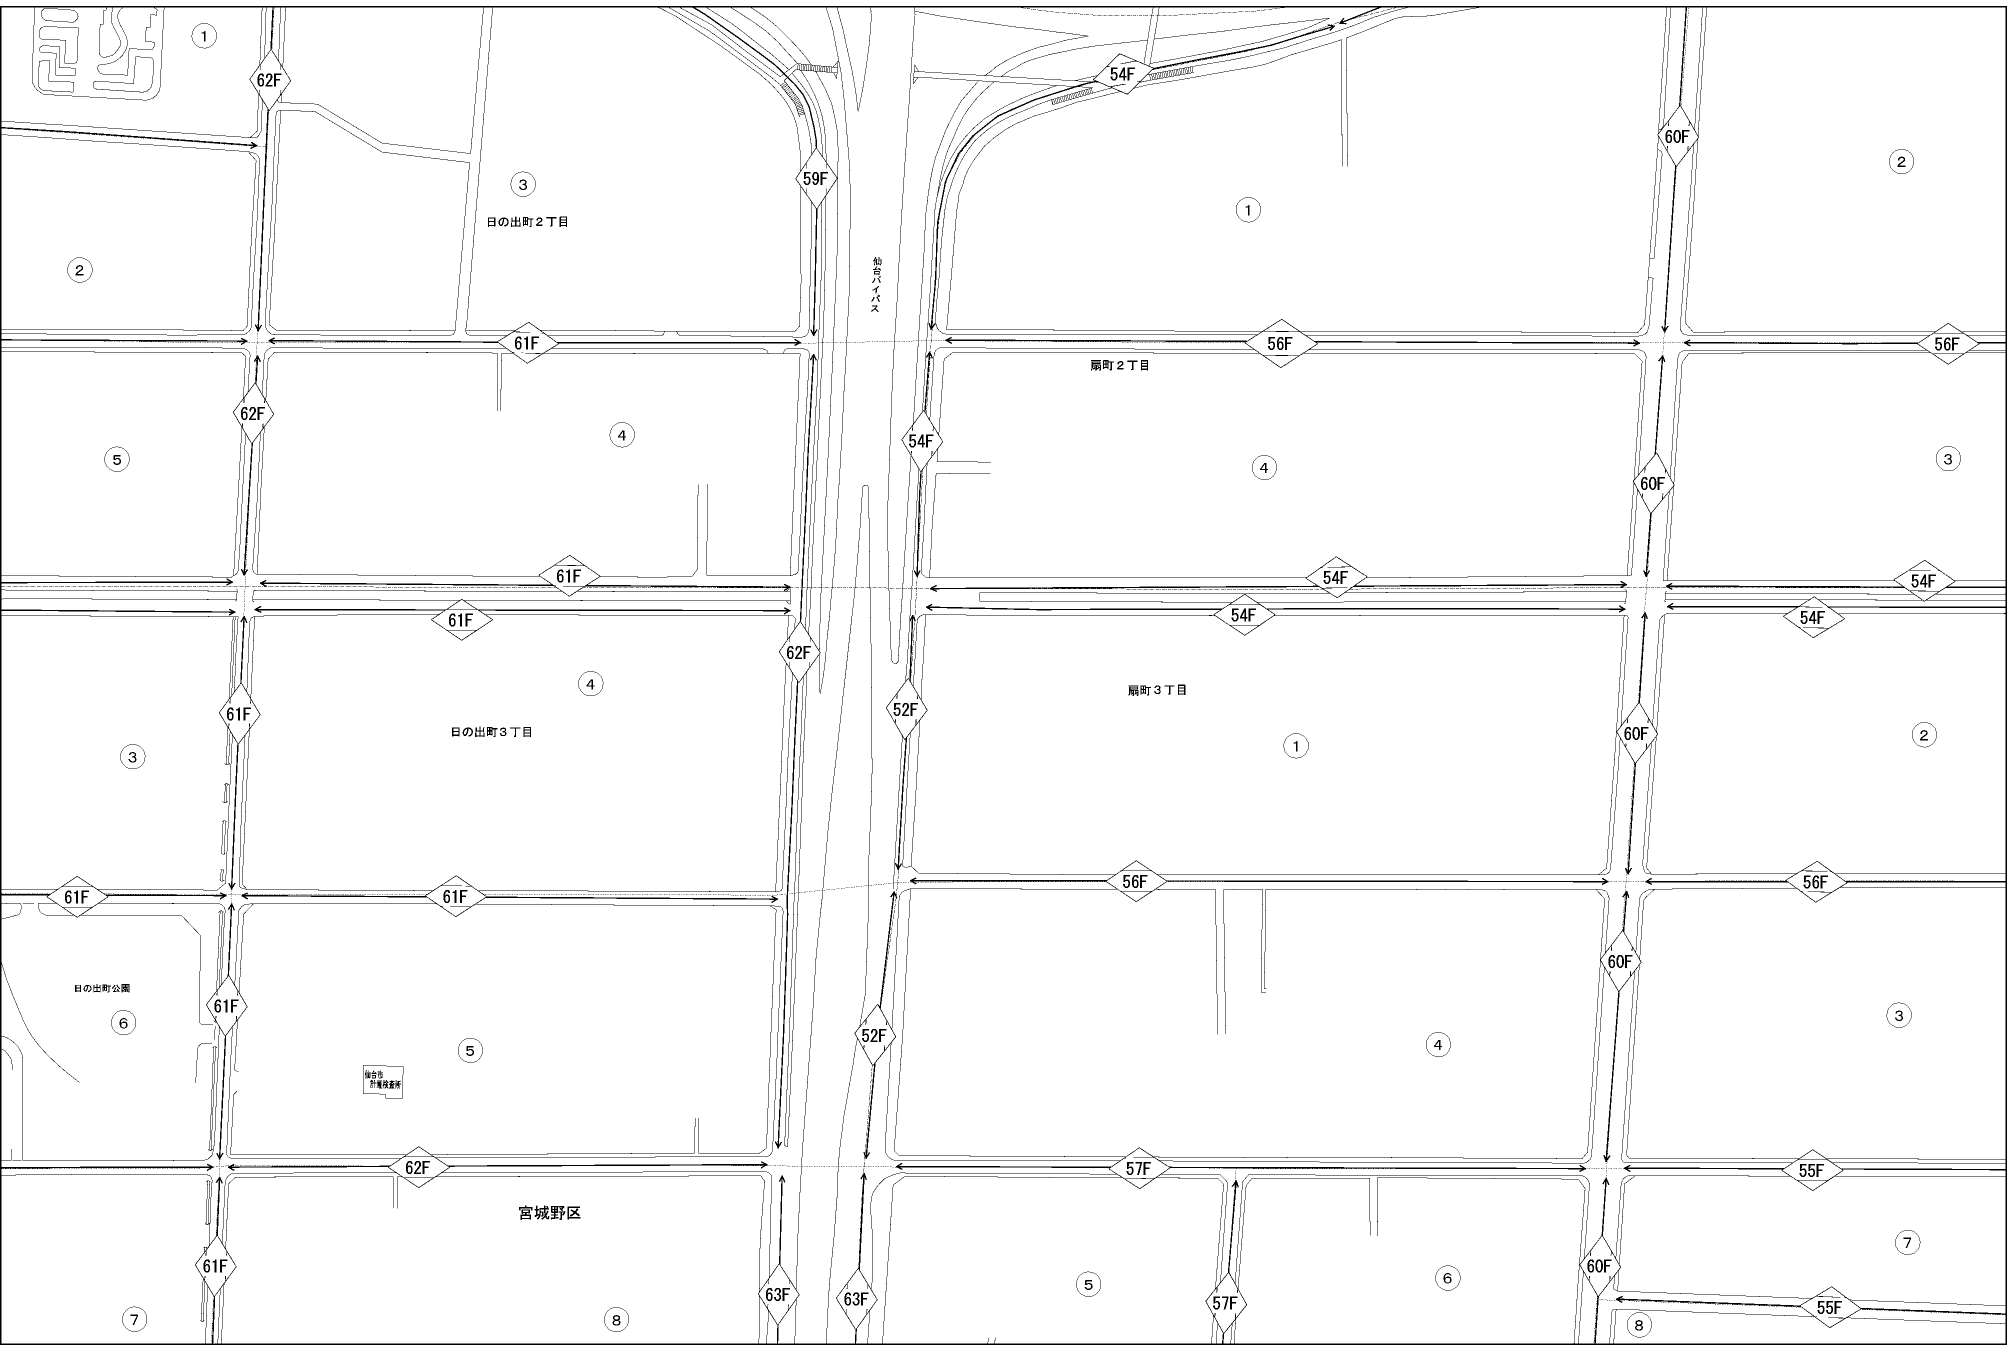 ①
62F
54F
60F
②
③
59F
日の出町2丁目
①
②
仙台バイパス
61F
56F
56F
扇町2丁目
62F
④
54F
⑤
④
③
60F
61F
54F
54F
61F
54F
54F
62F
④
扇町3丁目
61F
52F
日の出町3丁目
60F
①
②
③
61F
61F
56F
56F
60F
日の出町公園
61F
⑥
③
52F
④
⑤
仙台市
計量検査所
62F
57F
55F
宮城野区
⑦
61F
60F
⑥
⑤
63F
63F
57F
55F
⑦
⑧
⑧